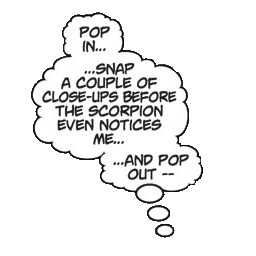 POP
IN...
...SNAP
A COUPLE OF
CLOSE-UPS BEFORE
THE SCORPION
EVEN NOTICES
ME...
...AND POP
OUT --